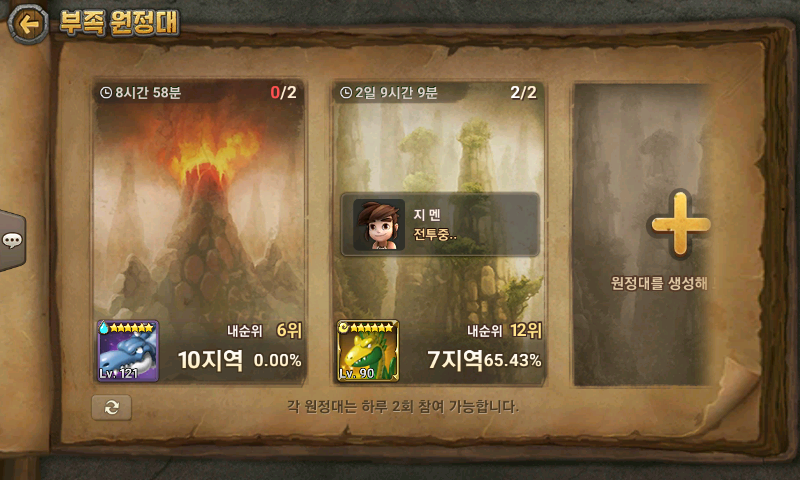 부족 원정대
8시간 58분
0/2
2일 9시간 9분
2/2
지 멘
전투중..
원정대를 생성해
내순위 6위
Lv. 121
10지역 0.00%
내순위 12위
Lv. 90
7지역 65.43%
각 원정대는 하루 2회 참여 가능합니다.